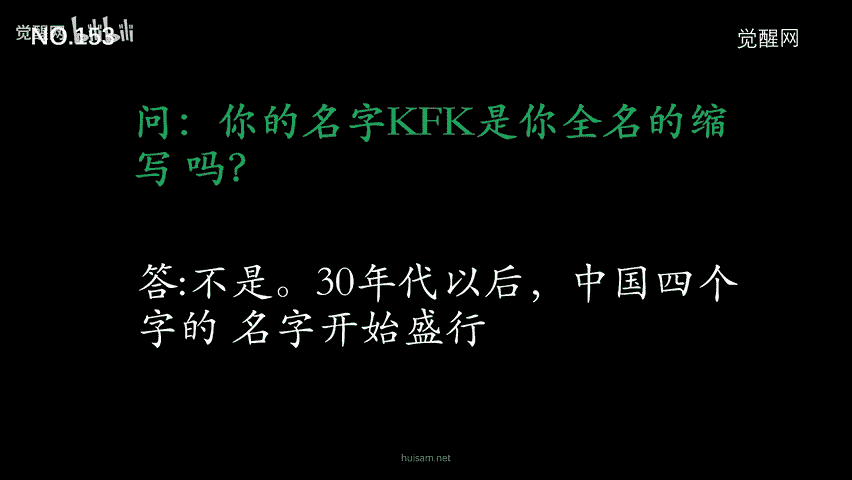 觉醒网 bilibili
NO.153
觉醒网
问：你的名字KFK是你全名的缩
写 吗？
答:不是。30年代以后，中国四个
字的 名字开始盛行
huisam.net